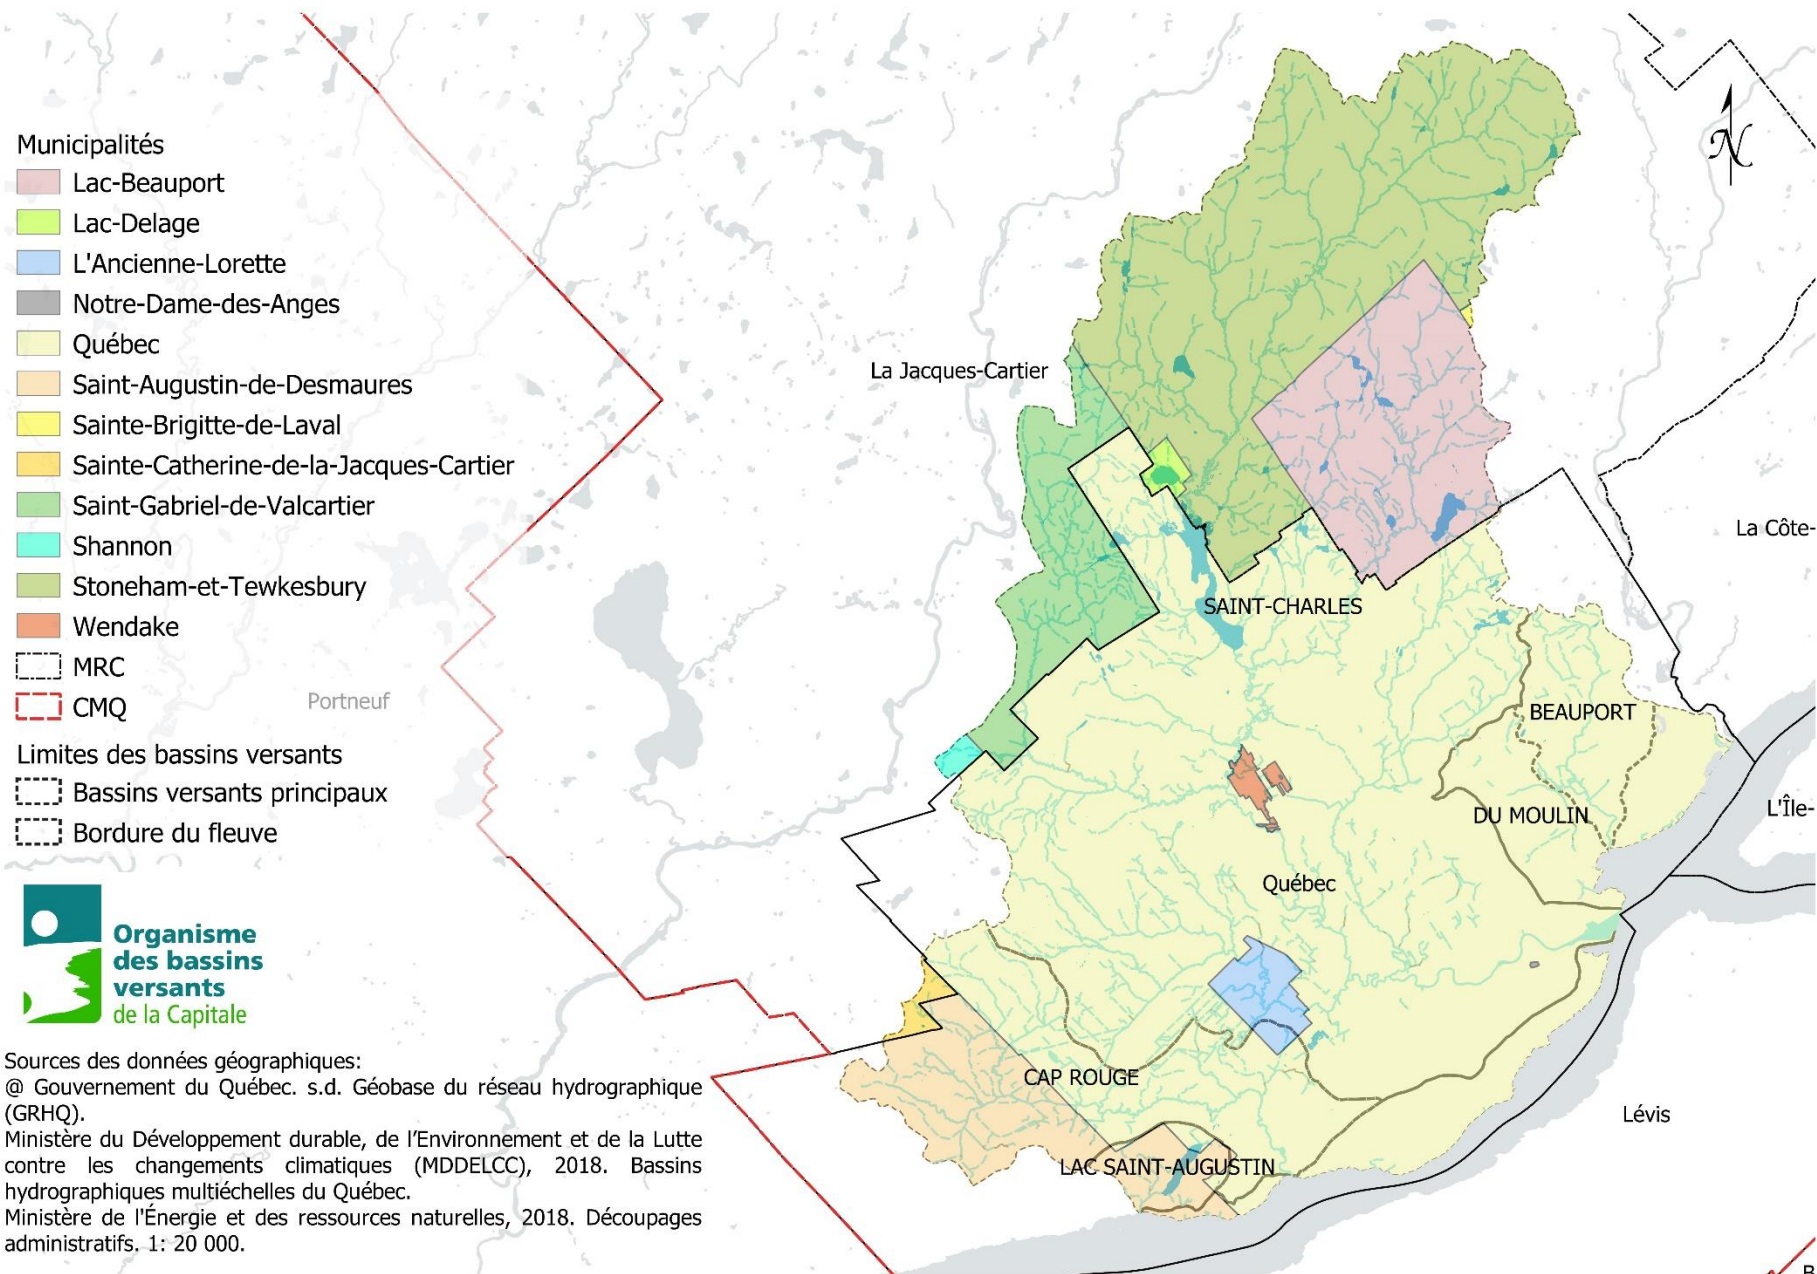 Municipalités
Lac-Beauport
Lac-Delage
L'Ancienne-Lorette
Notre-Dame-des-Anges
Québec
Saint-Augustin-de-Desmaures
Sainte-Brigitte-de-Laval
Sainte-Catherine-de-la-Jacques-Cartier
Saint-Gabriel-de-Valcartier
Shannon
Stoneham-et-Tewkesbury
Wendake
MRC
CMQ
Limites des bassins versants
Bassins versants principaux
Bordure du fleuve
Organisme
des bassins
versants
de la Capitale
Sources des données géographiques:
@ Gouvernement du Québec. s.d. Géobase du réseau hydrographique
(GRHQ).
Ministère du Développement durable, de l'Environnement et de la Lutte
contre les changements climatiques (MDDELCC), 2018. Bassins
hydrographiques multiéchelles du Québec.
Ministère de l'Énergie et des ressources naturelles, 2018. Découpages
administratifs. 1: 20 000.
N
La Jacques-Cartier
La Côte-
SAINT-CHARLES
Portneuf
BEAUPORT
L'Île-
DU MOULIN
Québec
CAP ROUGE
Lévis
LAC SAINT-AUGUSTIN